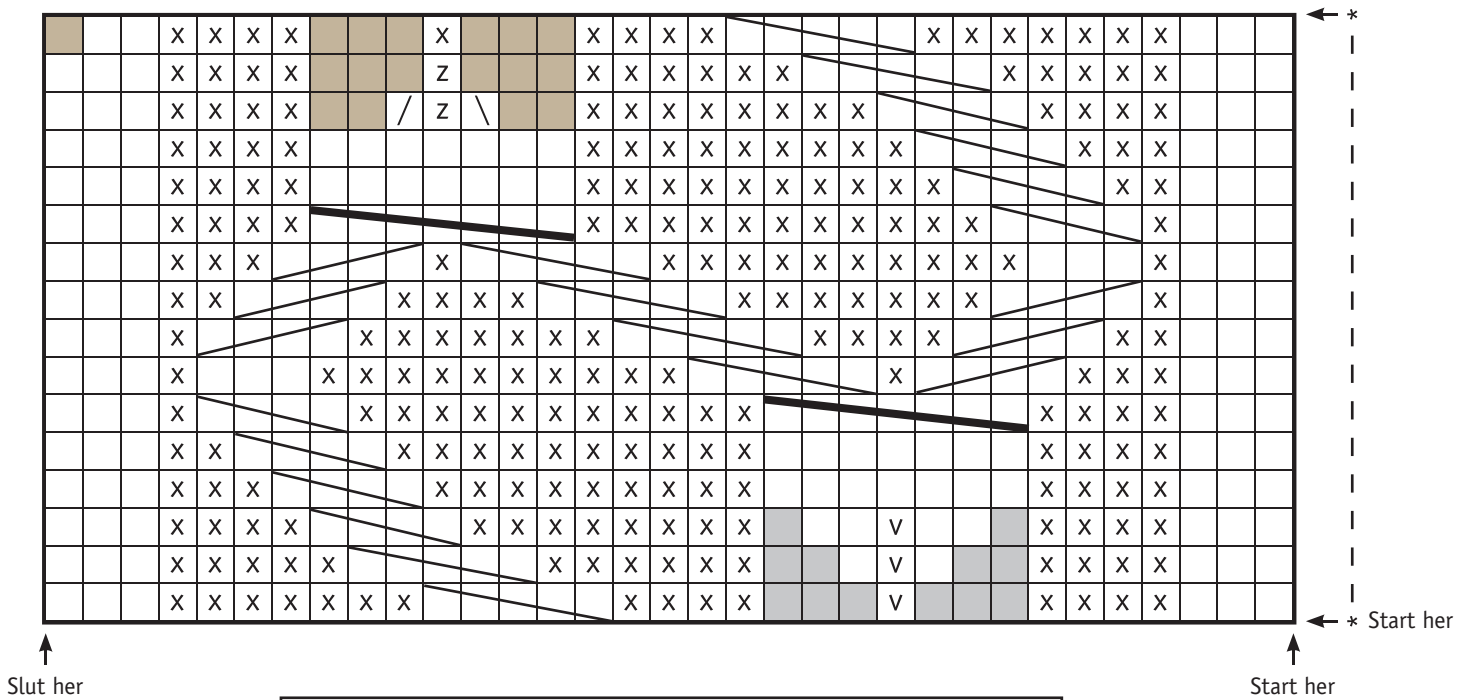 X X X X X X X X X X X X X X X X *
X X X X Z X X X X X X X X X X X
X X X X / Z \ X X X X X X X X X X X X
X X X X X X X X X X X X X X X X
X X X X X X X X X X X X X X X X
X X X X X X X X X X X X X X X X
X X X X X X X X X X X X X X X
X X X X X X X X X X X X X X
X X X X X X X X X X X X X X
X X X X X X X X X X X X X X X
X X X X X X X X X X X X X X X X
X X X X X X X X X X X X X X X X
X X X X X X X X X X X X X X X X
X X X X X X X X X X X X V X X X X
X X X X X X X X X X X V X X X X
X X X X X X X X X X X V X X X X
* Start her
Slut her Start her